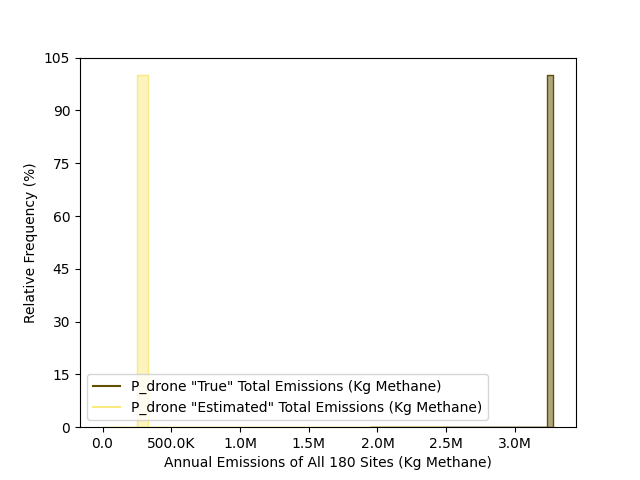 105
90
75
60
45
30
15
0
Relative Frequency (%)
P_drone "True" Total Emissions (Kg Methane)
P_drone "Estimated" Total Emissions (Kg Methane)
0.0 500.0K 1.0M 1.5M 2.0M 2.5M 3.0M
Annual Emissions of All 180 Sites (Kg Methane)